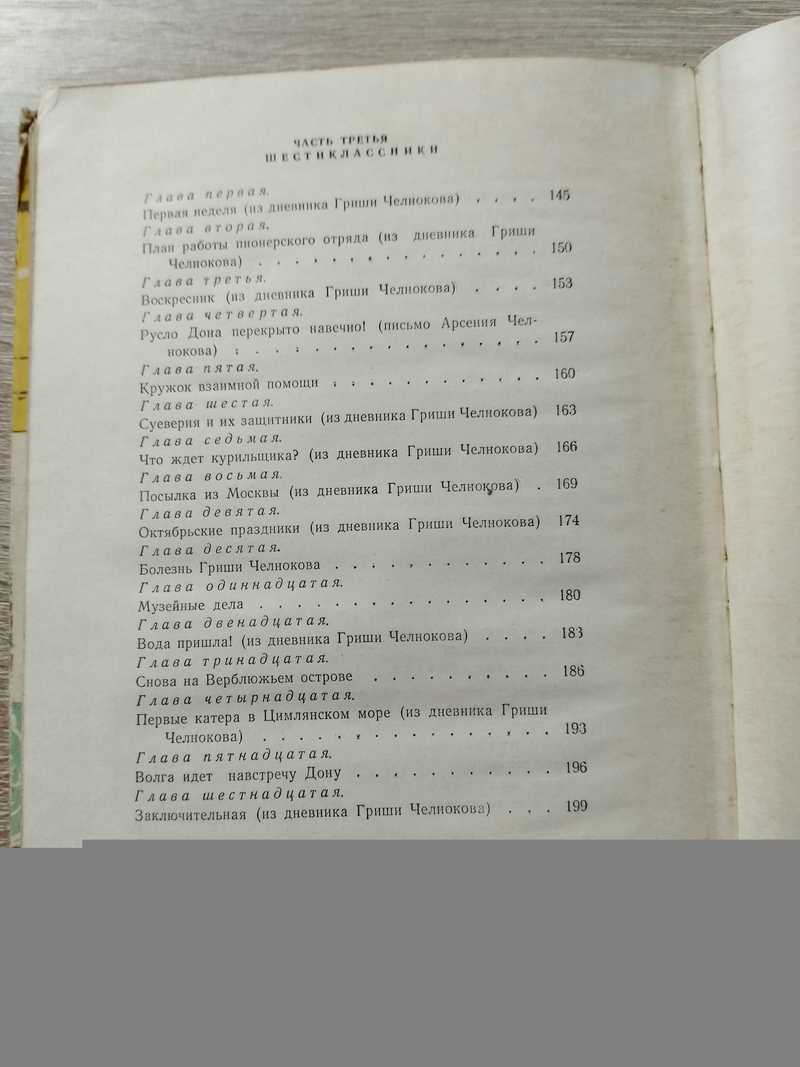 ЧАСТЬ ТРЕТЬЯ
ШЕСТИКЛАССНИКИ
Глава первая.
Первая неделя (из дневника Гриши Челнокова) . . . . 145
Глава вторая.
План работы пионерского отряда (из дневника Гриши
Челнокова) . . . . . . . . . . . . . . . . 150
Глава третья.
Воскресник (из дневника Гриши Челнокова) . . . . 153
Глава четвертая.
Русло Дона перекрыто навечно! (письмо Арсения Чел-
нокова) . . . . . . . . . . . . . . . . . 157
Глава пятая.
Кружок взаимной помощи . . . . . . . . . . . 160
Глава шестая.
Суеверия и их защитники (из дневника Гриши Челнокова) 163
Глава седьмая.
Что ждет курильщика? (из дневника Гриши Челнокова) 166
Глава восьмая.
Посылка из Москвы (из дневника Гриши Челнокова) . 169
Глава девятая.
Октябрьские праздники (из дневника Гриши Челнокова) 174
Глава десятая.
Болезнь Гриши Челнокова . . . . . . . . . . . 178
Глава одиннадцатая.
Музейные дела . . . . . . . . . . . . . . . 180
Глава двенадцатая.
Вода пришла! (из дневника Гриши Челнокова) . . . . 183
Глава тринадцатая.
Снова на Верблюжьем острове . . . . . . . . . . 186
Глава четырнадцатая.
Первые катера в Цимлянском море (из дневника Гриши
Челнокова) . . . . . . . . . . . . . . . . 193
Глава пятнадцатая.
Волга идет навстречу Дону . . . . . . . . . . . 196
Глава шестнадцатая.
Заключительная (из дневника Гриши Челнокова) . . . 199